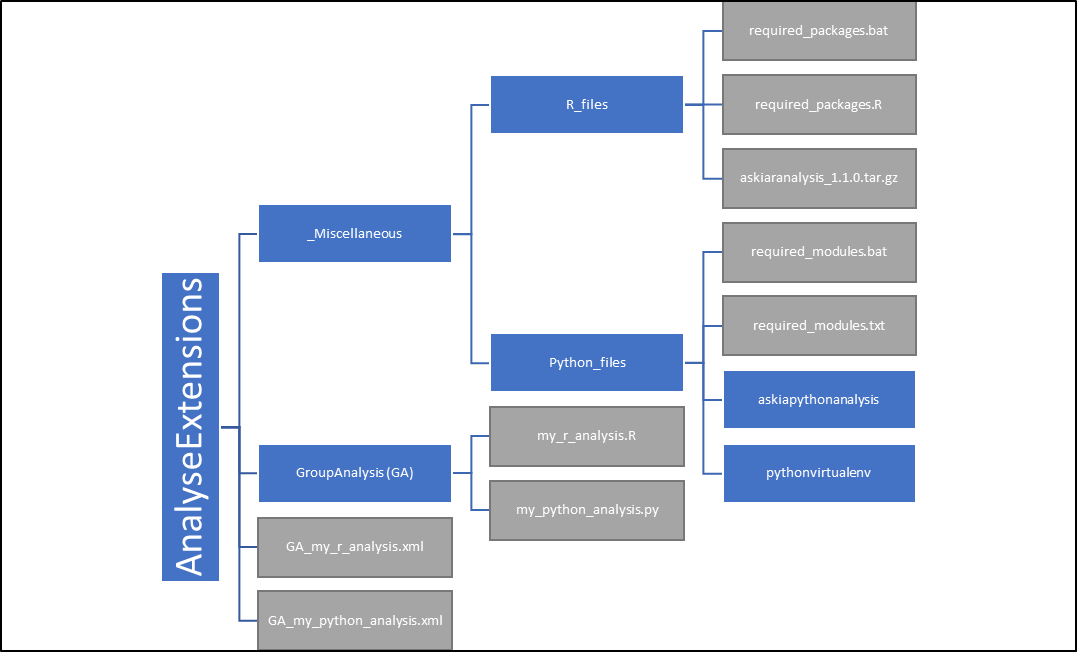 AnalyseExtensions
_Miscellaneous
R_files
required_packages.bat
required_packages.R
askiaranalysis_1.1.0.tar.gz
Python_files
required_modules.bat
required_modules.txt
askiapythonanalysis
pythonvirtualenv
GroupAnalysis (GA)
my_r_analysis.R
my_python_analysis.py
GA_my_r_analysis.xml
GA_my_python_analysis.xml